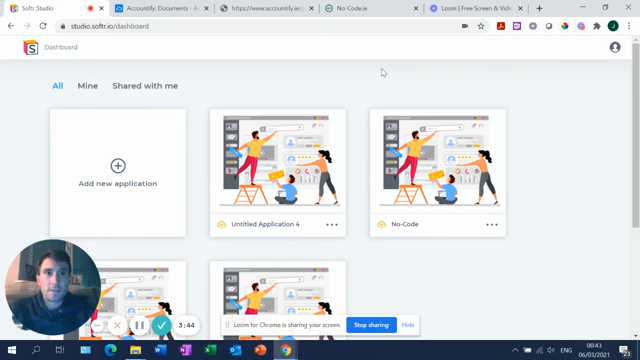 Softr Studio
Accountify: Documents - A
https://www.accountify.ie/
No-Code.ie
Loom | Free Screen & Video
studio.softr.io/dashboard
S
Dashboard
All
Mine
Shared with me
Add new application
Untitled Application 4
No-Code
3:44
Loom for Chrome is sharing your screen.
Stop sharing
Hide
00:43
06/03/2021
23